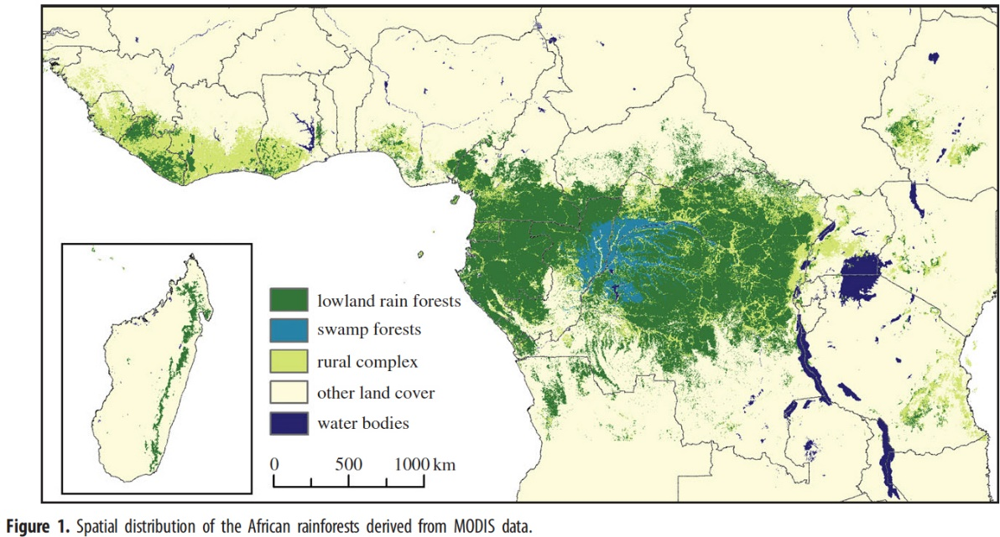 lowland rain forests
swamp forests
rural complex
other land cover
water bodies
0 500 1000 km
Figure 1. Spatial distribution of the African rainforests derived from MODIS data.